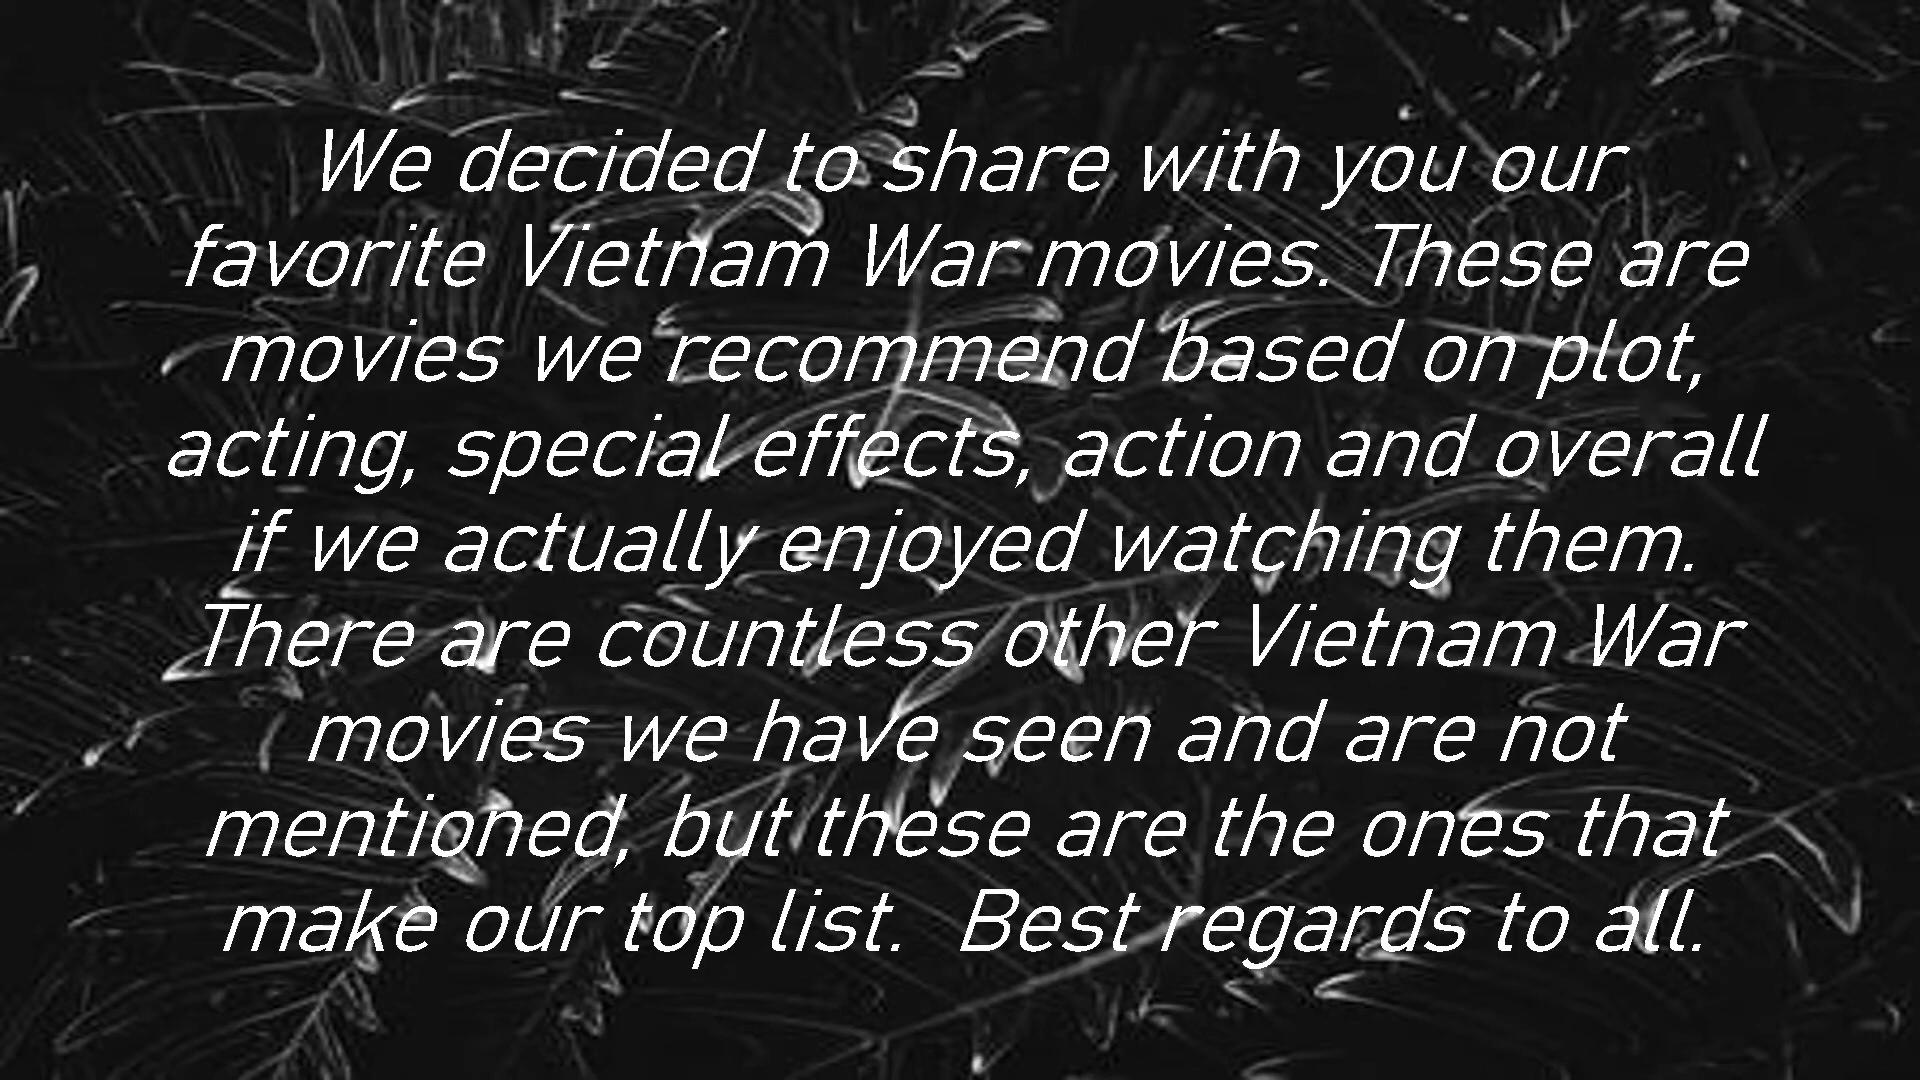 We decided to share with you our
favorite Vietnam War movies. These are
movies we recommend based on plot,
acting, special effects, action and overall
if we actually enjoyed watching them.
There are countless other Vietnam War
movies we have seen and are not
mentioned, but these are the ones that
make our top list.  Best regards to all.